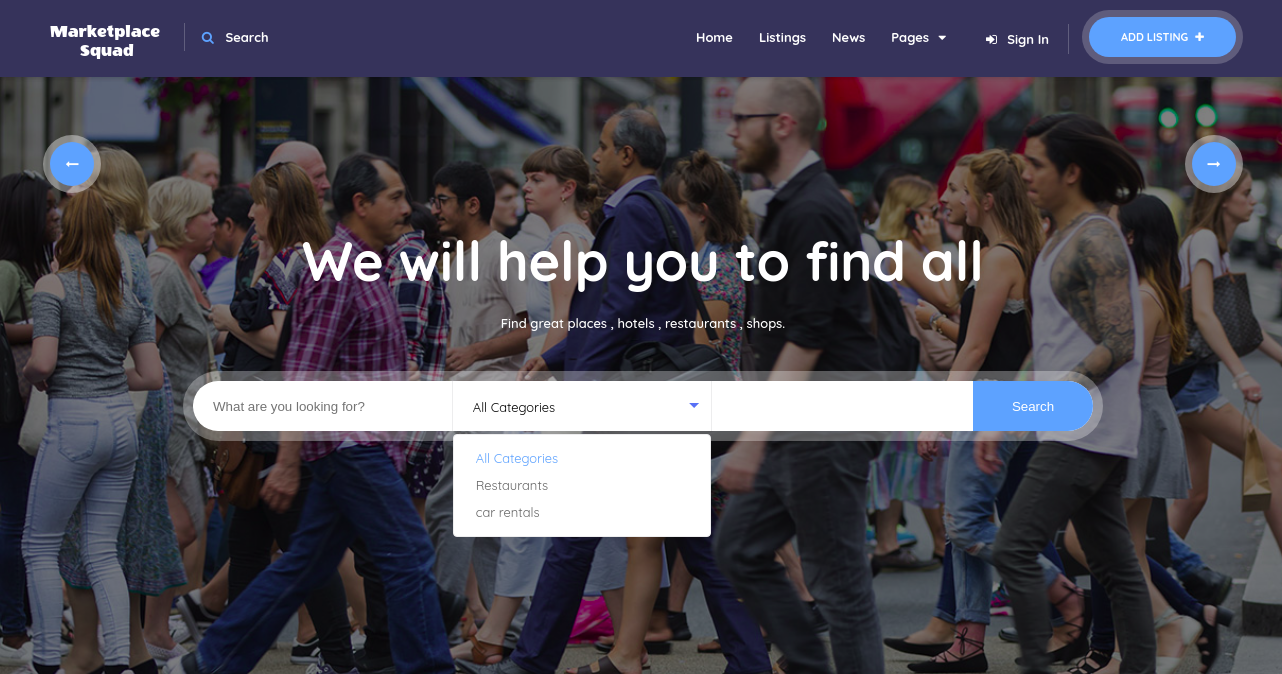 Marketplace
Squad
Search
Home
Listings
News
Pages
Sign In
ADD LISTING
We will help you to find all
Find great places , hotels , restaurants , shops.
What are you looking for?
All Categories
Search
All Categories
Restaurants
car rentals